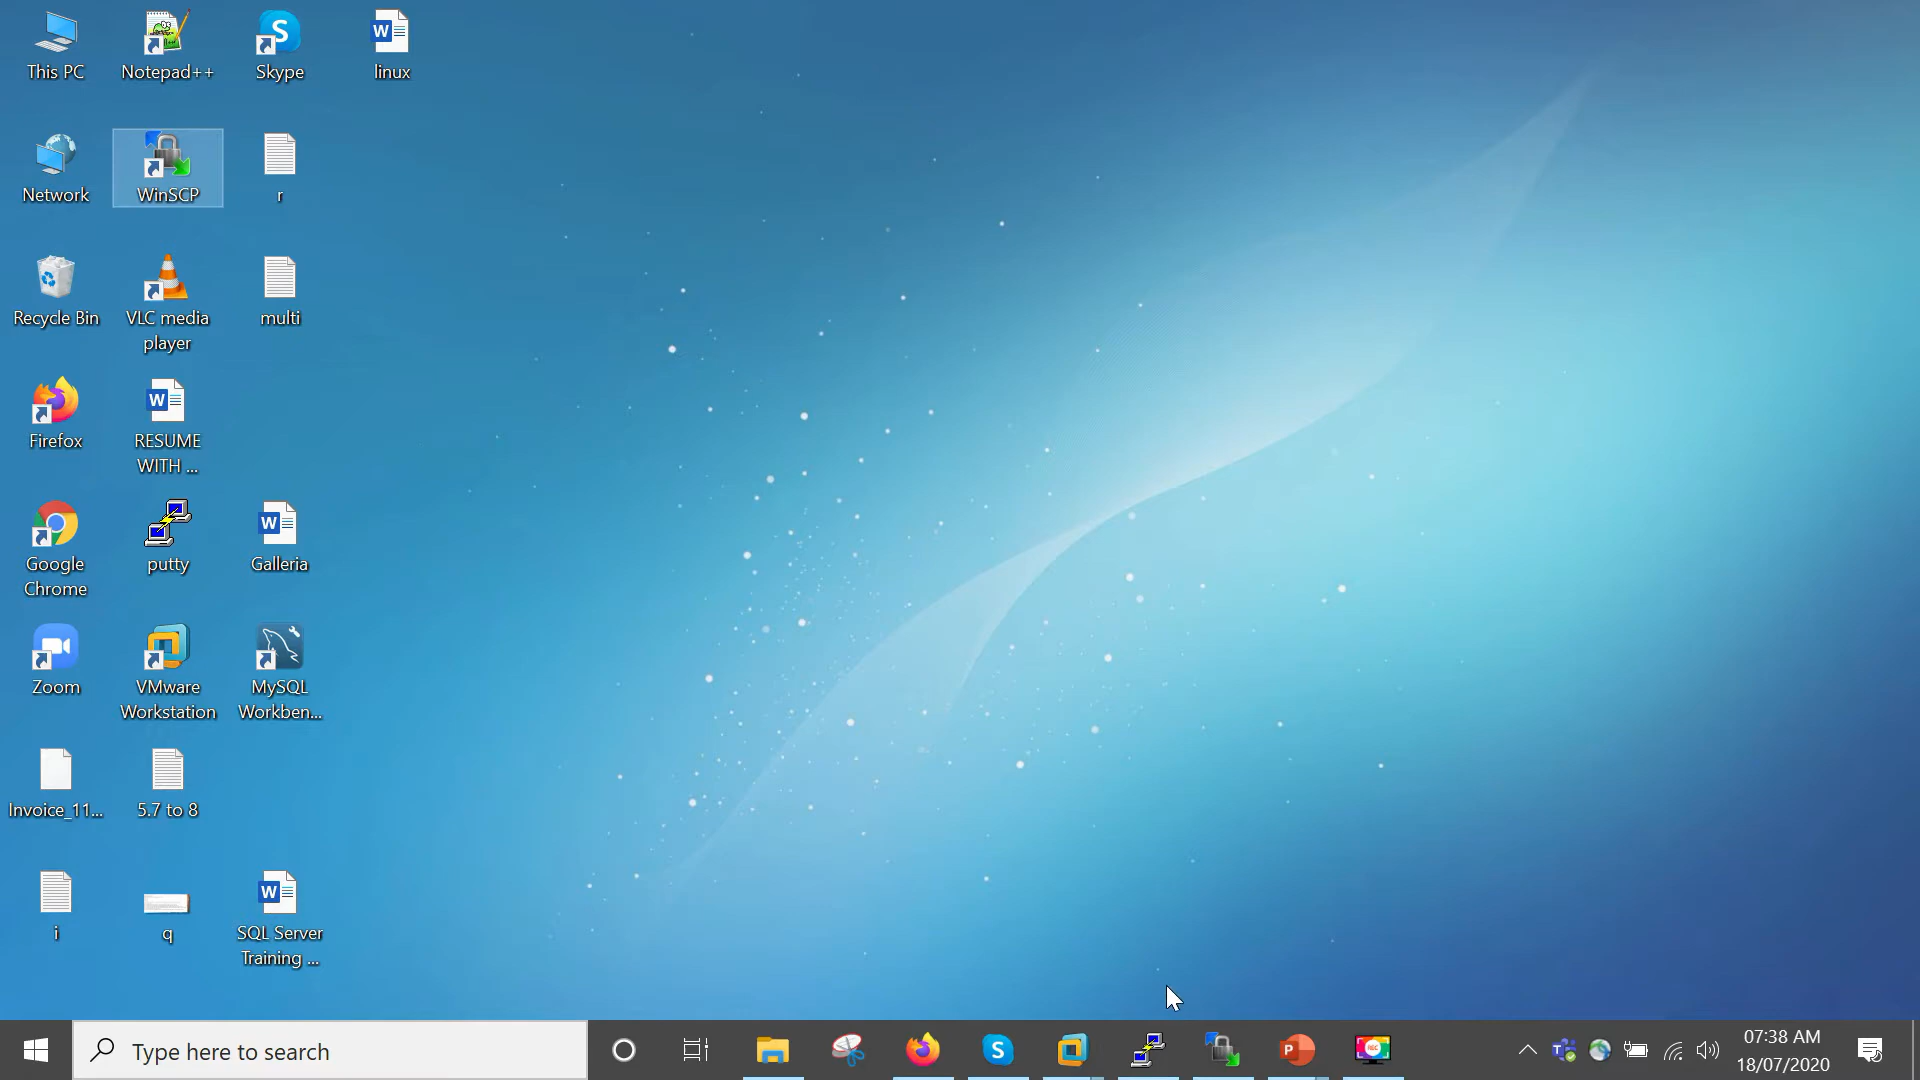 This PC
Notepad++
Skype
linux
Network
WinSCP
r
Recycle Bin
VLC media
player
multi
Firefox
RESUME
WITH ...
Google
Chrome
putty
Galleria
Zoom
VMware
Workstation
MySQL
Workben...
Invoice_11...
5.7 to 8
i
q
SQL Server
Training ...
Type here to search
07:38 AM
18/07/2020